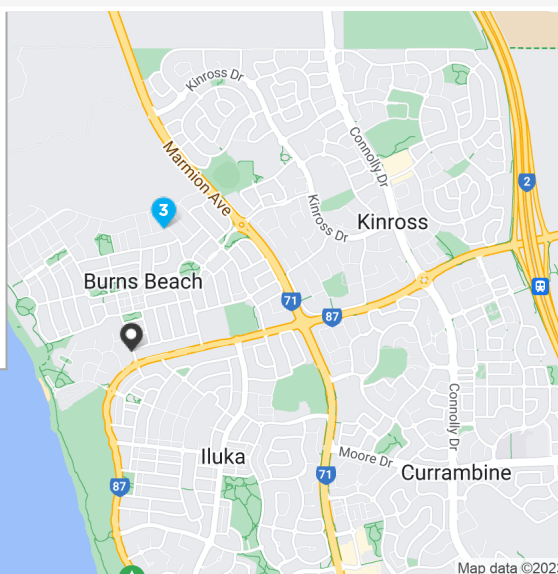 Kinross Dr
Connolly Dr
Marmion Ave
2
3
Kinross Dr
Kinross
Burns Beach
71
87
Connolly Dr
Iluka
Moore Dr
71
Currambine
87
Map data ©202